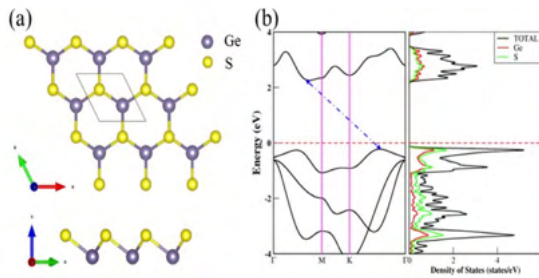 (a)
Ge
S
(b)
4
2
0
-2
-4
Energy (eV)
Γ
M
K
Γ
TOTAL
Ge
S
0
2
4
Density of States (states/eV)